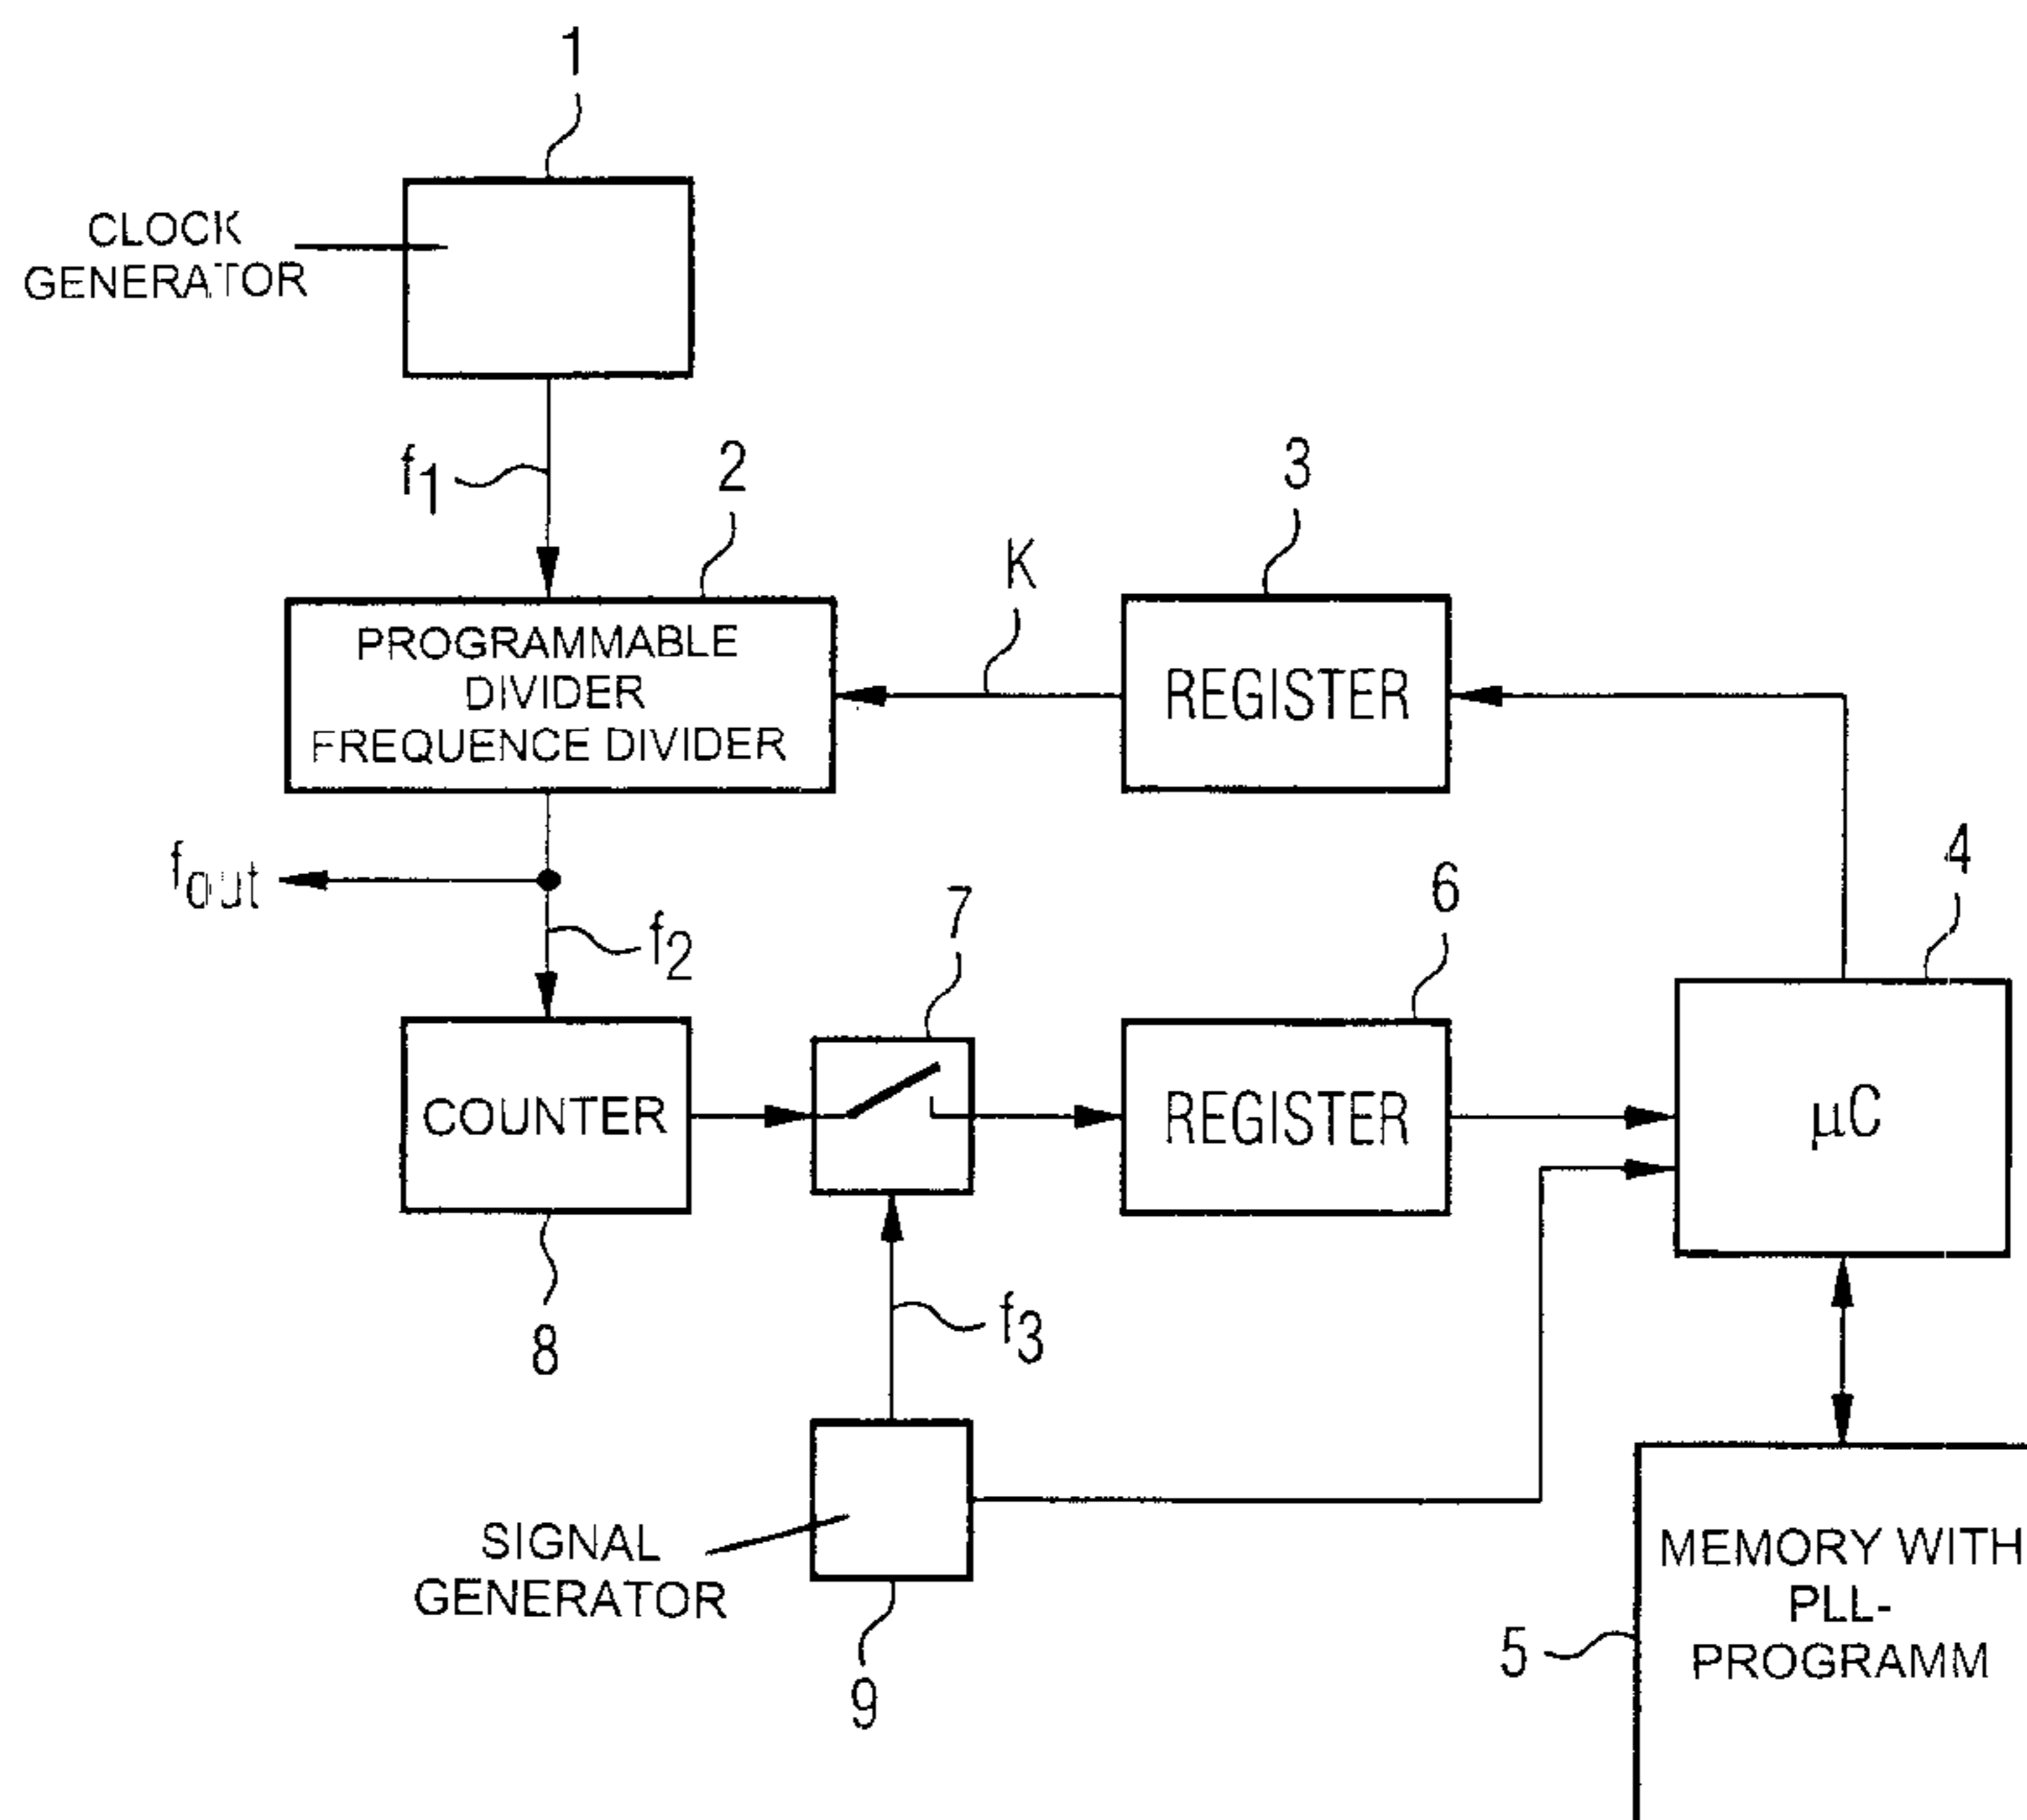 1
CLOCK
GENERATOR
f1
2
3
K
PROGRAMMABLE
DIVIDER
FREQUENCE DIVIDER
REGISTER
fout
f2
7
6
4
COUNTER
REGISTER
µC
8
f3
SIGNAL
GENERATOR
9
5
MEMORY WITH
PLL-
PROGRAMM